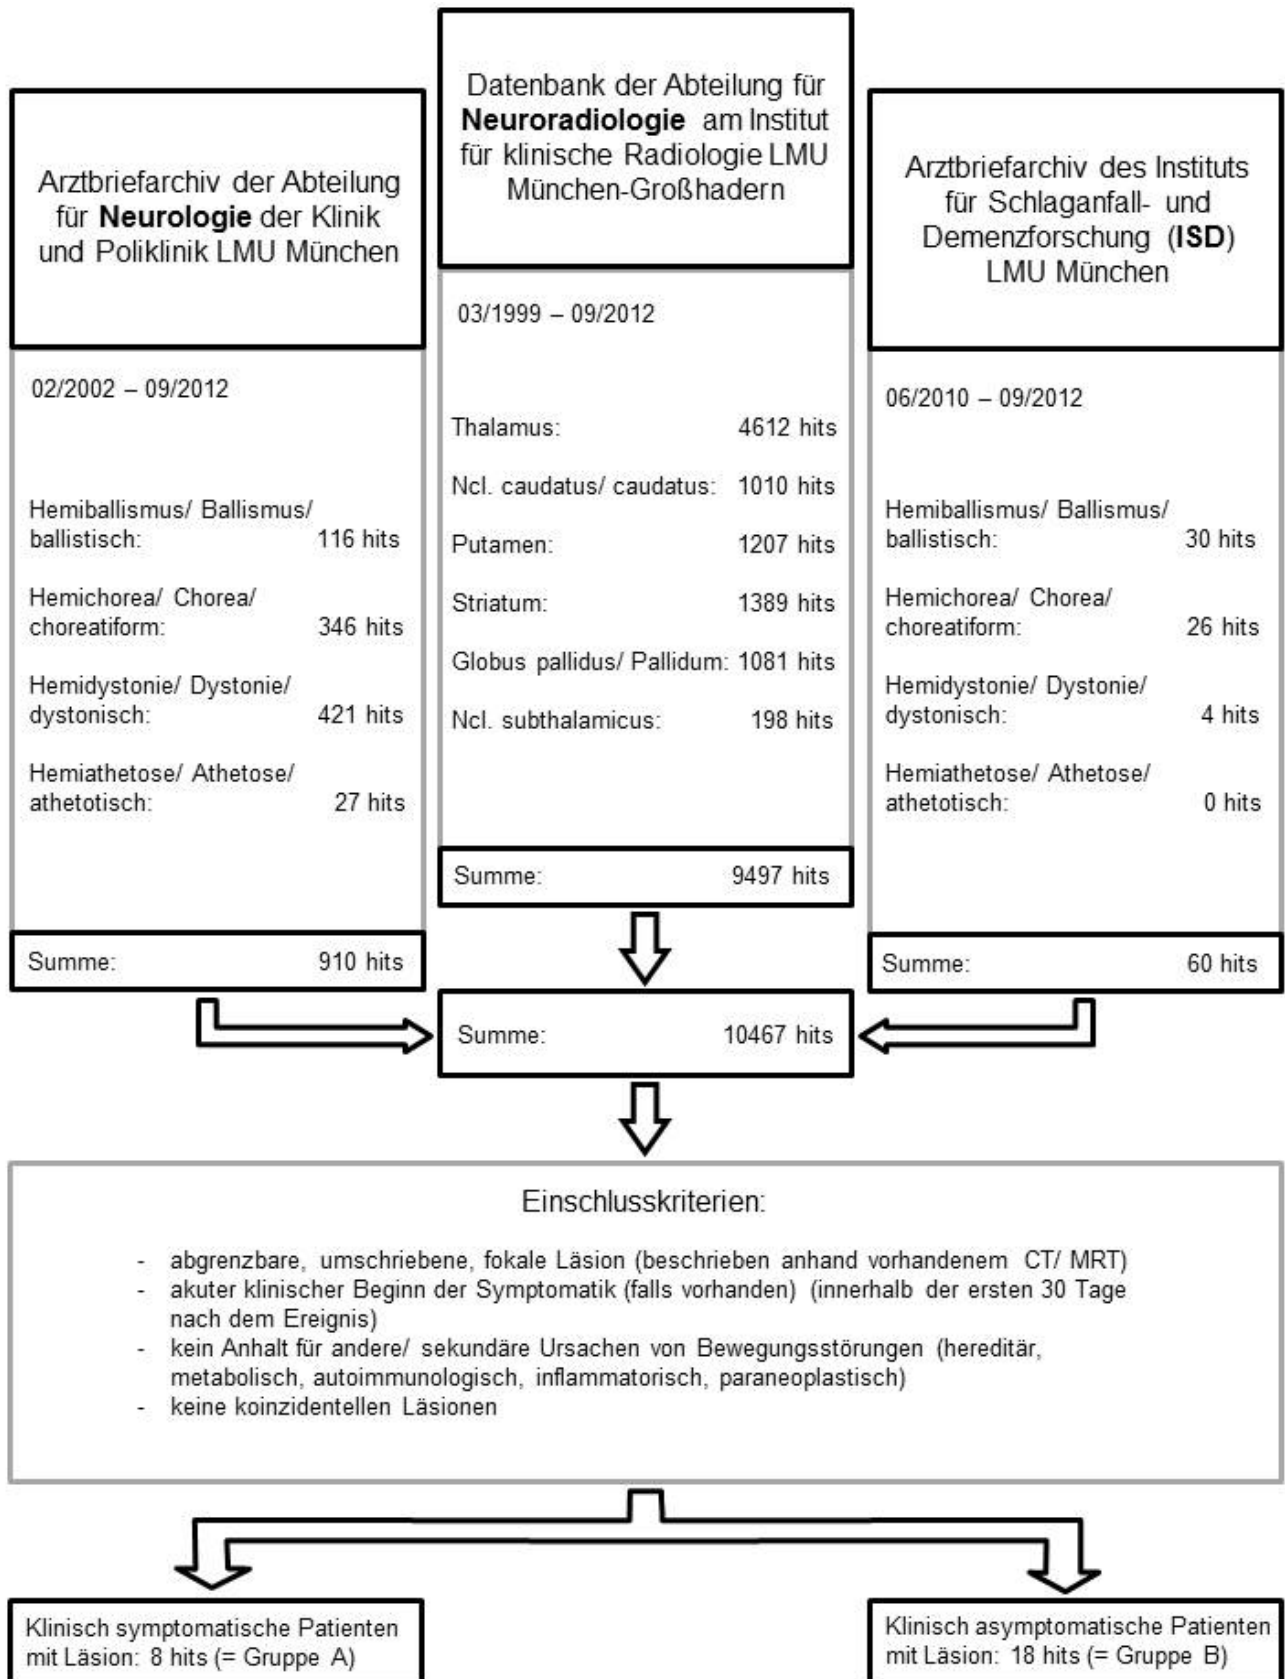 Arztbriefarchiv der Abteilung
für Neurologie der Klinik
und Poliklinik LMU München
02/2002 – 09/2012
Hemiballismus/ Ballismus/
ballistisch: 116 hits
Hemichorea/ Chorea/
choreatiform: 346 hits
Hemidystonie/ Dystonie/
dystonisch: 421 hits
Hemiathetose/ Athetose/
athetotisch: 27 hits
Summe: 910 hits
Datenbank der Abteilung für
Neuroradiologie am Institut
für klinische Radiologie LMU
München-Großhadern
03/1999 – 09/2012
Thalamus: 4612 hits
Ncl. caudatus/ caudatus: 1010 hits
Putamen: 1207 hits
Striatum: 1389 hits
Globus pallidus/ Pallidum: 1081 hits
Ncl. subthalamicus: 198 hits
Summe: 9497 hits
Arztbriefarchiv des Instituts
für Schlaganfall- und
Demenzforschung (ISD)
LMU München
06/2010 – 09/2012
Hemiballismus/ Ballismus/
ballistisch: 30 hits
Hemichorea/ Chorea/
choreatiform: 26 hits
Hemidystonie/ Dystonie/
dystonisch: 4 hits
Hemiathetose/ Athetose/
athetotisch: 0 hits
Summe: 60 hits
Summe: 10467 hits
Einschlusskriterien:
- abgrenzbare, umschriebene, fokale Läsion (beschrieben anhand vorhandenem CT/ MRT)
- akuter klinischer Beginn der Symptomatik (falls vorhanden) (innerhalb der ersten 30 Tage
nach dem Ereignis)
- kein Anhalt für andere/ sekundäre Ursachen von Bewegungsstörungen (hereditär,
metabolisch, autoimmunologisch, inflammatorisch, paraneoplastisch)
- keine koinzidentellen Läsionen
Klinisch symptomatische Patienten
mit Läsion: 8 hits (= Gruppe A)
Klinisch asymptomatische Patienten
mit Läsion: 18 hits (= Gruppe B)